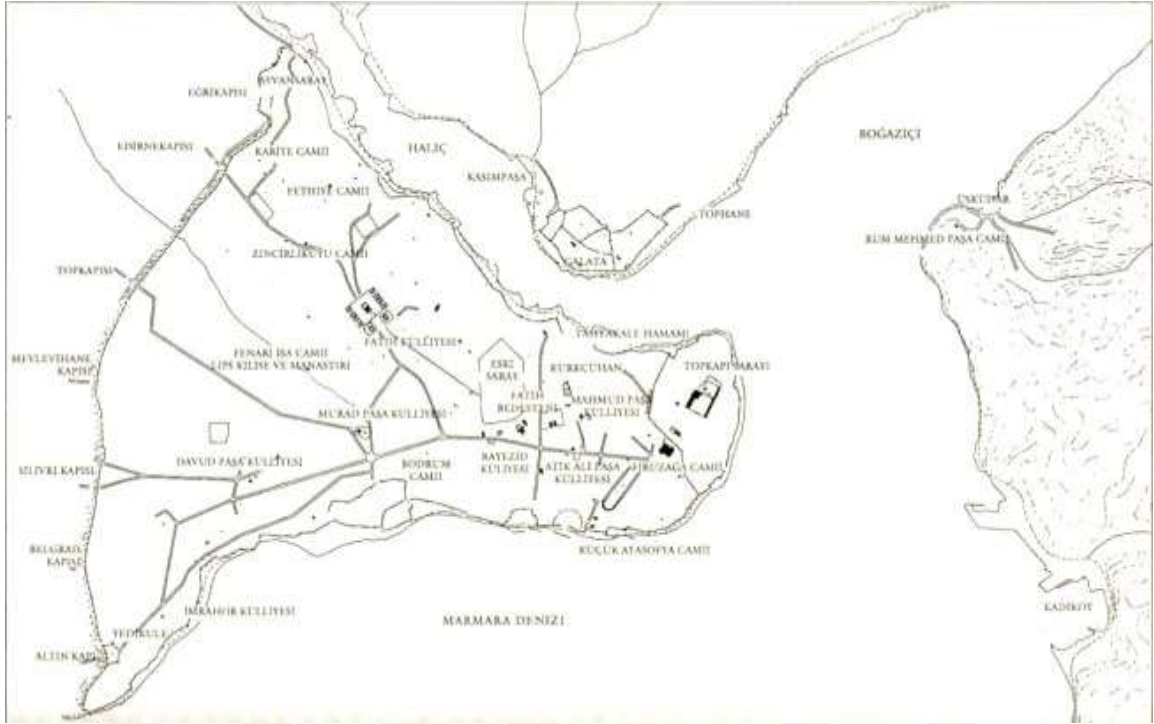 AYVANSARAY
EĞRİKAPISI
BOĞAZİÇİ
EDİRNEKAPISI
KARİYE CAMİİ
HALİÇ
KASIMPAŞA
FETHİYE CAMİİ
ÜSKÜDAR
TOPHANE
RUM MEHMED PAŞA CAMİİ
ZİNCİRLİKUYU CAMİİ
GALATA
TOPKAPISI
TAHTAKALE HAMAMI
FATİH KÜLLİYESİ
MEVLEVİHANE
KAPISI
FENARİ İSA CAMİİ
LIPS KİLİSE VE MANASTIRI
ESKİ
SARAY
KÜRKÇÜHAN
TOPKAPI SARAYI
FATİH
BEDESTENİ
MAHMUD PAŞA
KÜLLİYESİ
MURAD PAŞA KÜLLİYESİ
SİLİVRİ KAPISI
DAVUD PAŞA KÜLLİYESİ
BODRUM
CAMİİ
BAYEZİD
KÜLİYESİ
ATİK ALİ PAŞA
KÜLLİYESİ
FİRUZAĞA CAMİİ
BELGRAD
KAPISI
KÜÇÜK AYASOFYA CAMİİ
İMRAHOR KÜLLİYESİ
MARMARA DENİZİ
KADIKÖY
YEDİKULE
ALTIN KAPI